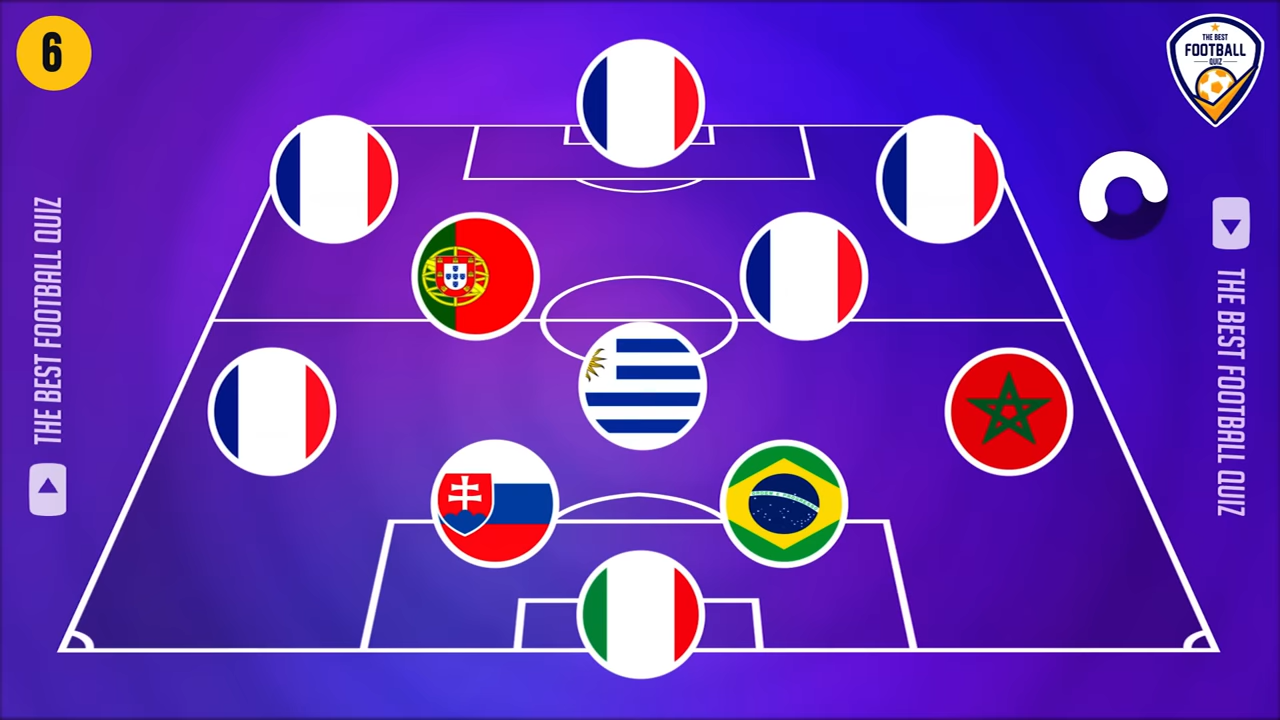 6
THE BEST
FOOTBALL
QUIZ
THE BEST FOOTBALL QUIZ
THE BEST FOOTBALL QUIZ